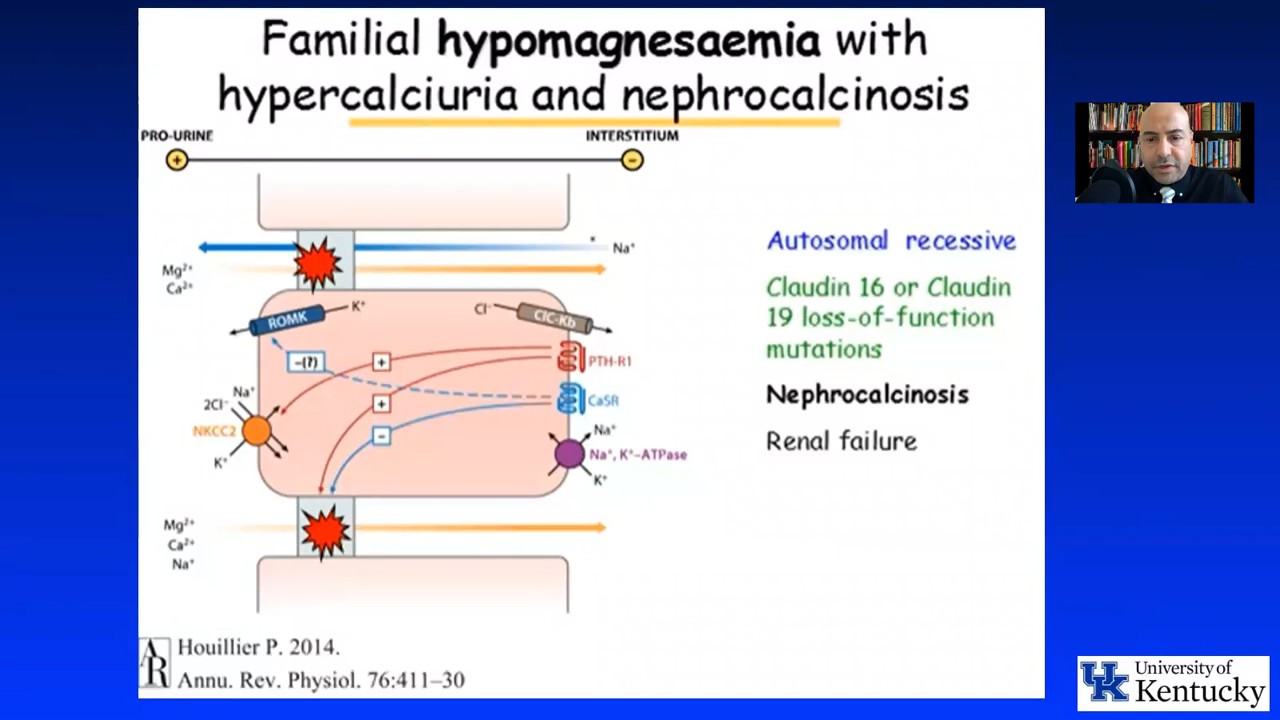 Familial hypomagnesaemia with
hypercalciuria and nephrocalcinosis
PRO-URINE
INTERSTITIUM
+
−
* Na⁺
Mg²⁺
Ca²⁺
ROMK
K⁺
Cl⁻
ClC-Kb
−(?)
+
PTH-R1
+
CaSR
−
Na⁺
2Cl⁻
NKCC2
K⁺
Na⁺
Na⁺, K⁺-ATPase
K⁺
Mg²⁺
Ca²⁺
Na⁺
Autosomal recessive
Claudin 16 or Claudin
19 loss-of-function
mutations
Nephrocalcinosis
Renal failure
AR
Houillier P. 2014.
Annu. Rev. Physiol. 76:411–30
UK
University of
Kentucky